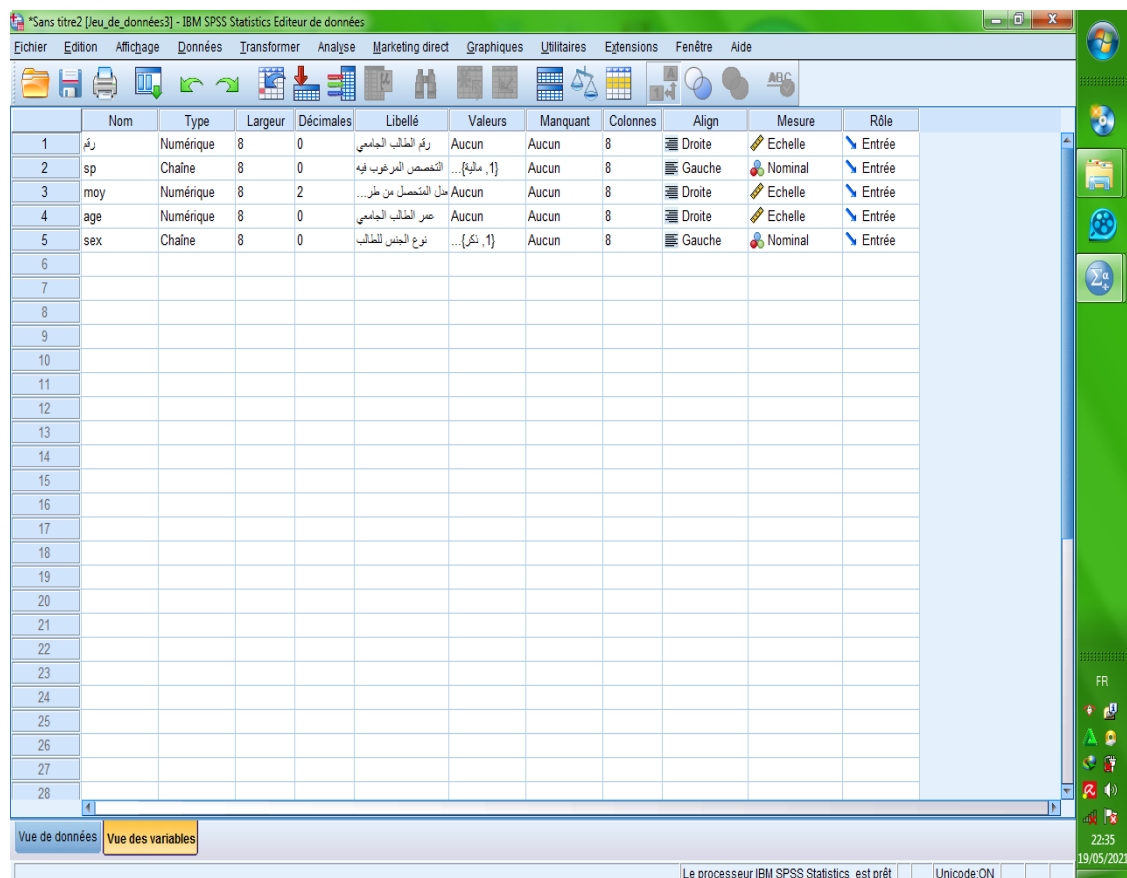 *Sans titre2 [Jeu_de_données3] - IBM SPSS Statistics Editeur de données
Fichier Edition Affichage Données Transformer Analyse Marketing direct Graphiques Utilitaires Extensions Fenêtre Aide
Nom Type Largeur Décimales Libellé Valeurs Manquant Colonnes Align Mesure Rôle
1 رقم Numérique 8 0 رقم الطالب الجامعي Aucun Aucun 8 Droite Echelle Entrée
2 sp Chaîne 8 0 التخصص المرغوب فيه {1, مالية}... Aucun 8 Gauche Nominal Entrée
3 moy Numérique 8 2 المتحصل من طر... Aucun Aucun 8 Droite Echelle Entrée
4 age Numérique 8 0 عمر الطالب الجامعي Aucun Aucun 8 Droite Echelle Entrée
5 sex Chaîne 8 0 نوع الجنس للطالب {1, ذكر}... Aucun 8 Gauche Nominal Entrée
6
7
8
9
10
11
12
13
14
15
16
17
18
19
20
21
22
23
24
25
26
27
28
Vue de données Vue des variables
Le processeur IBM SPSS Statistics est prêt Unicode:ON
FR
22:35
19/05/2021